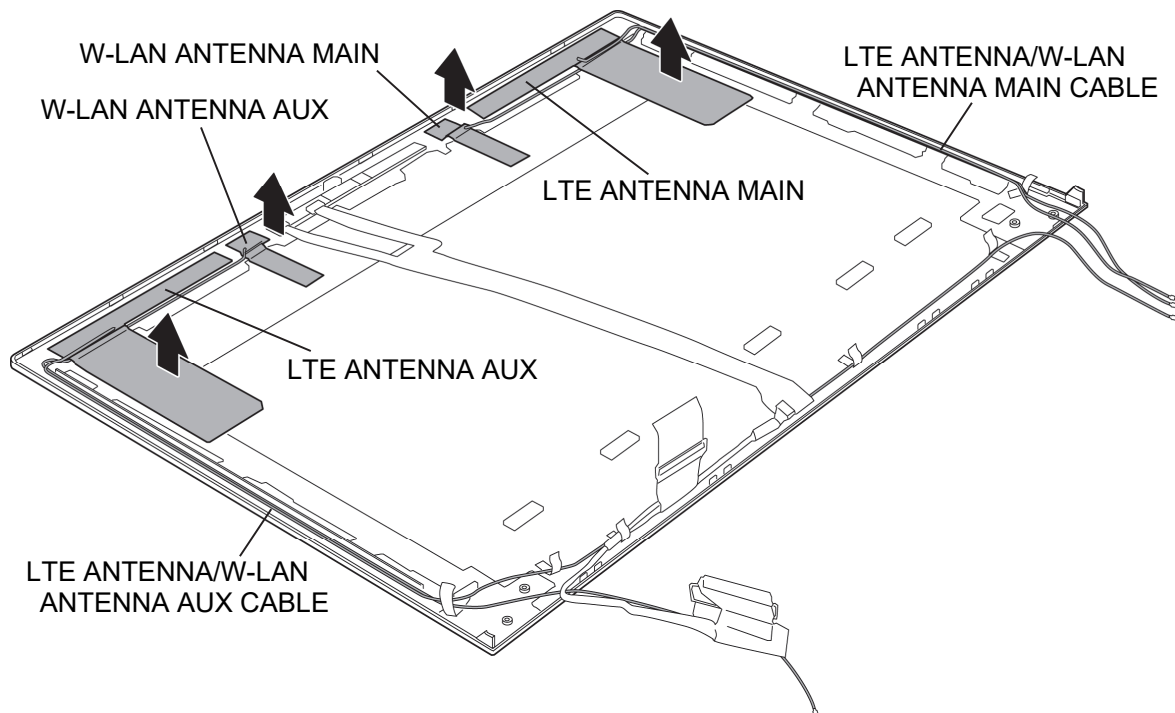 W-LAN ANTENNA MAIN
W-LAN ANTENNA AUX
LTE ANTENNA/W-LAN
ANTENNA MAIN CABLE
LTE ANTENNA MAIN
LTE ANTENNA AUX
LTE ANTENNA/W-LAN
ANTENNA AUX CABLE